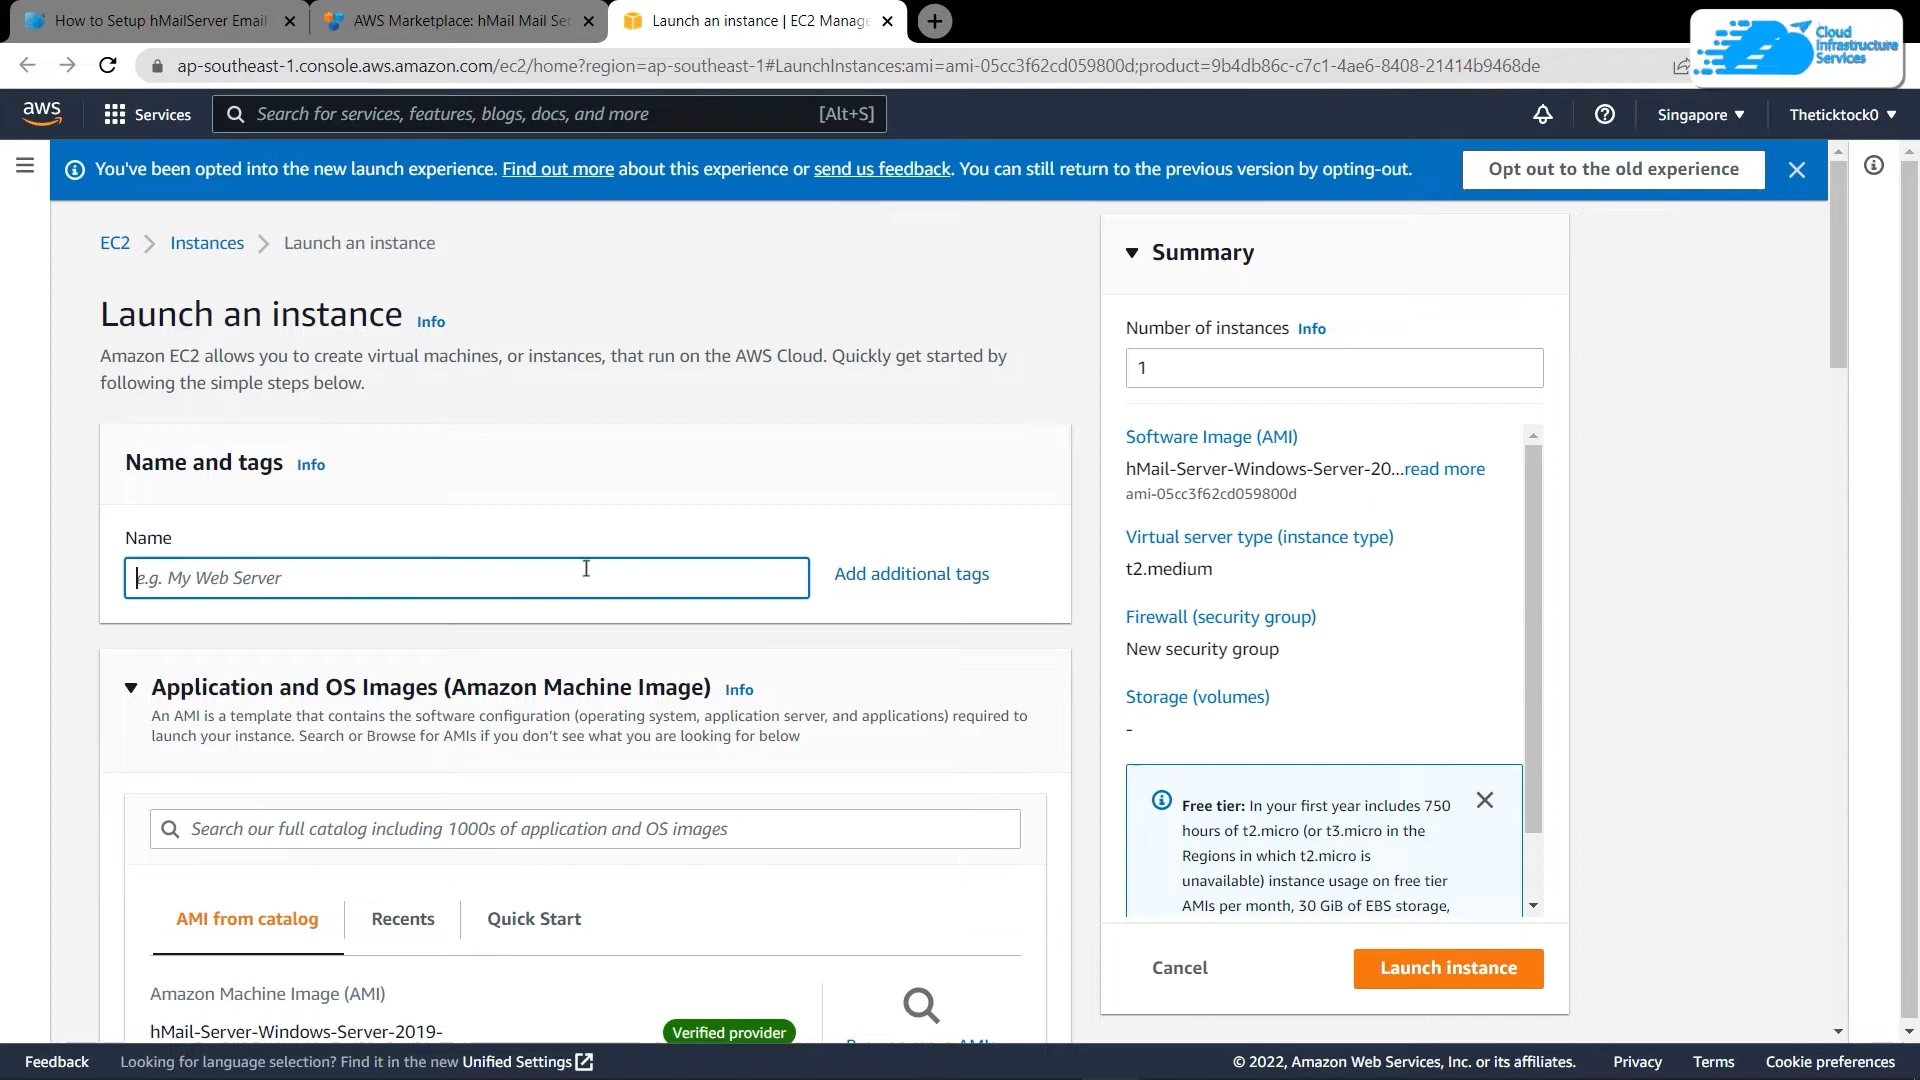 How to Setup hMailServer Email
AWS Marketplace: hMail Mail Ser
Launch an instance | EC2 Manage
Cloud
Infrastructure
Services
ap-southeast-1.console.aws.amazon.com/ec2/home?region=ap-southeast-1#LaunchInstances:ami=ami-05cc3f62cd059800d;product=9b4db86c-c7c1-4ae6-8408-21414b9468de
aws
Services
Search for services, features, blogs, docs, and more
[Alt+S]
Singapore
Theticktock0
You've been opted into the new launch experience. Find out more about this experience or send us feedback. You can still return to the previous version by opting-out.
Opt out to the old experience
EC2
Instances
Launch an instance
Launch an instance Info
Amazon EC2 allows you to create virtual machines, or instances, that run on the AWS Cloud. Quickly get started by
following the simple steps below.
Name and tags Info
Name
e.g. My Web Server
Add additional tags
Application and OS Images (Amazon Machine Image) Info
An AMI is a template that contains the software configuration (operating system, application server, and applications) required to
launch your instance. Search or Browse for AMIs if you don't see what you are looking for below
Search our full catalog including 1000s of application and OS images
AMI from catalog
Recents
Quick Start
Amazon Machine Image (AMI)
hMail-Server-Windows-Server-2019-
Verified provider
Summary
Number of instances Info
1
Software Image (AMI)
hMail-Server-Windows-Server-20...read more
ami-05cc3f62cd059800d
Virtual server type (instance type)
t2.medium
Firewall (security group)
New security group
Storage (volumes)
-
Free tier: In your first year includes 750
hours of t2.micro (or t3.micro in the
Regions in which t2.micro is
unavailable) instance usage on free tier
AMIs per month, 30 GiB of EBS storage,
Cancel
Launch instance
Feedback
Looking for language selection? Find it in the new Unified Settings
© 2022, Amazon Web Services, Inc. or its affiliates.
Privacy
Terms
Cookie preferences